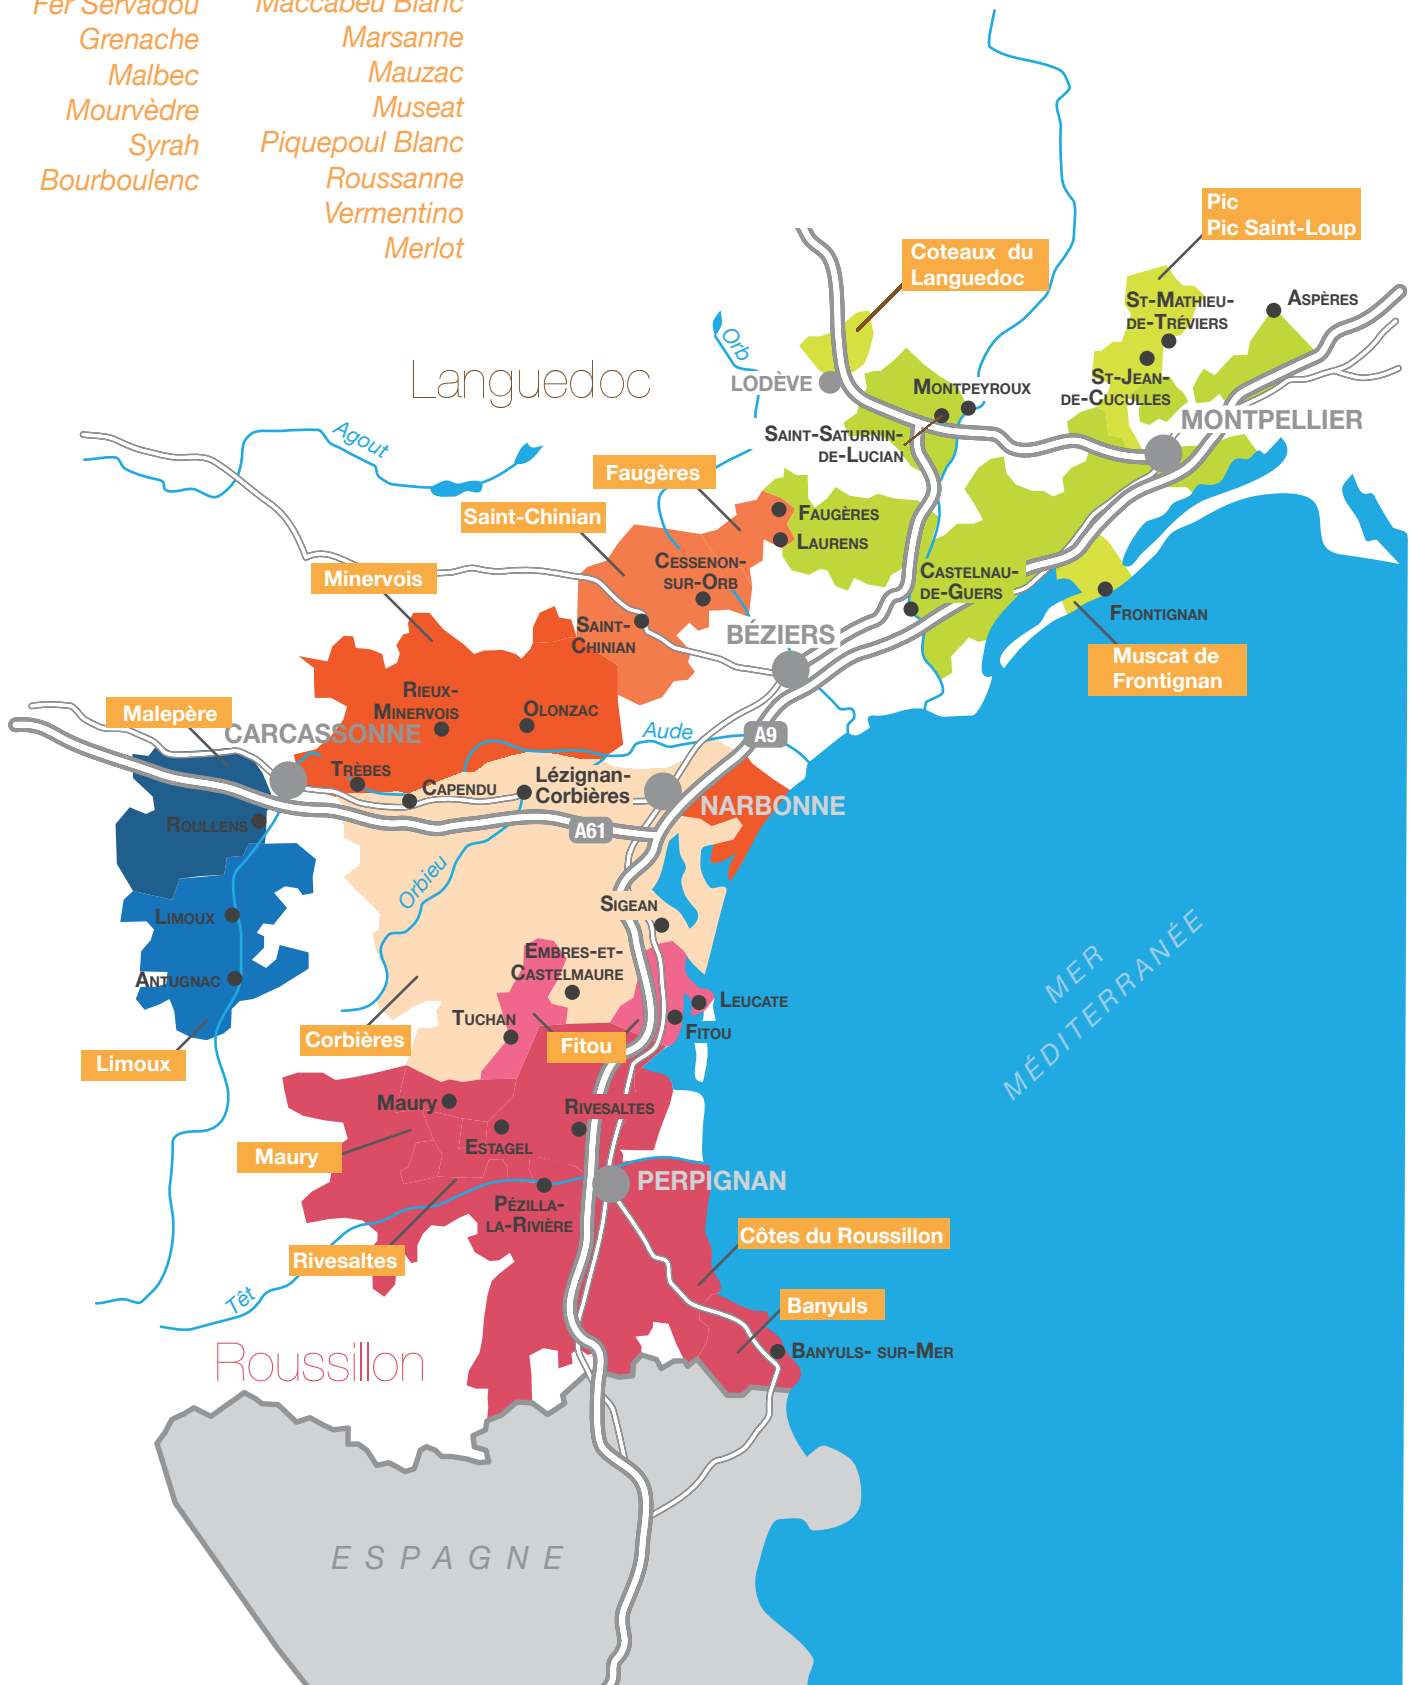 Fer Servadou
Grenache
Malbec
Mourvèdre
Syrah
Bourboulenc
Maccabeu Blanc
Marsanne
Mauzac
Museat
Piquepoul Blanc
Roussanne
Vermentino
Merlot
Pic
Pic Saint-Loup
Coteaux du
Languedoc
St-Mathieu-
de-Tréviers
Aspères
Orb
Languedoc
LODÈVE
Montpeyroux
St-Jean-
de-Cuculles
MONTPELLIER
Agout
Saint-Saturnin-
de-Lucian
Faugères
Saint-Chinian
Faugères
Laurens
Minervois
Cessenon-
sur-Orb
Castelnau-
de-Guers
Frontignan
Saint-
Chinian
BÉZIERS
Muscat de
Frontignan
Rieux-
Minervois
Olonzac
Malepère
CARCASSONNE
Aude
A9
Trèbes
Capendu
Lézignan-
Corbières
NARBONNE
Roullens
A61
Orbieu
Sigean
Limoux
Antugnac
Embres-et-
Castelmaure
MER
MÉDITERRANÉE
Leucate
Tuchan
Fitou
Corbières
Fitou
Limoux
Maury
Rivesaltes
Estagel
Maury
PERPIGNAN
Pézilla-
la-Rivière
Côtes du Roussillon
Rivesaltes
Têt
Banyuls
Roussillon
Banyuls- sur-Mer
ESPAGNE